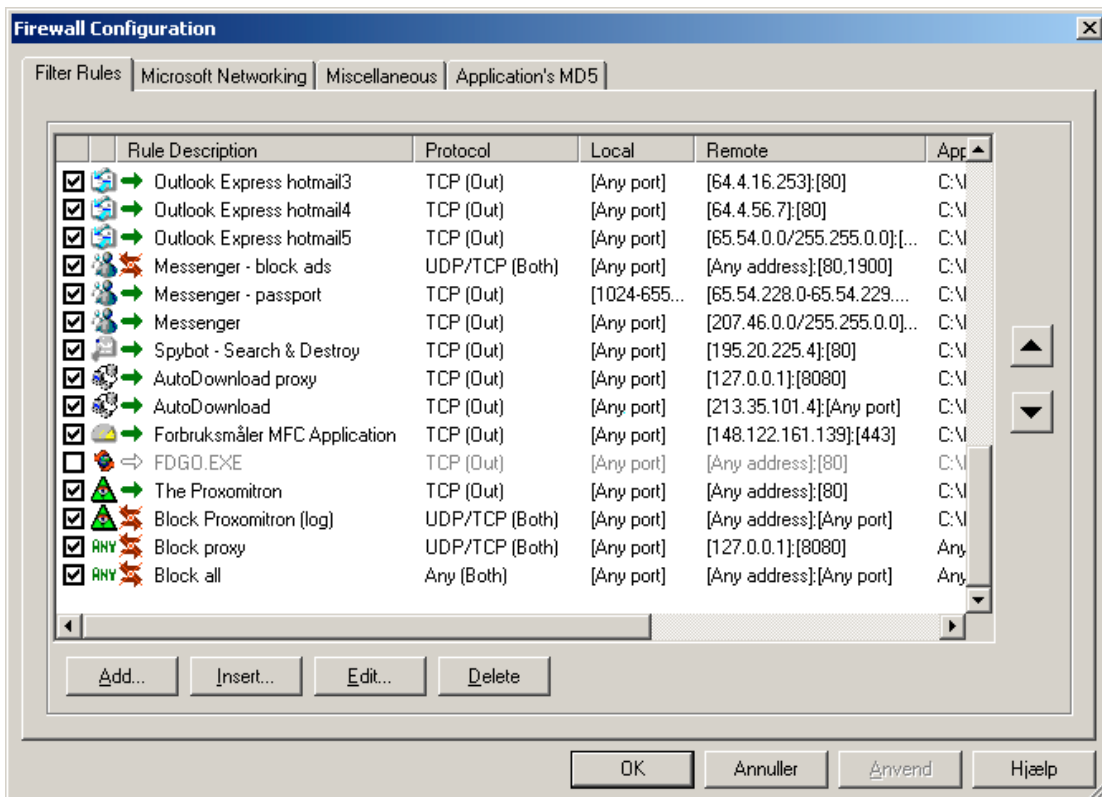 Firewall Configuration
Filter Rules Microsoft Networking Miscellaneous Application's MD5
Rule Description Protocol Local Remote App
Outlook Express hotmail3 TCP (Out) [Any port] [64.4.16.253]:[80] C:\
Outlook Express hotmail4 TCP (Out) [Any port] [64.4.56.7]:[80] C:\
Outlook Express hotmail5 TCP (Out) [Any port] [65.54.0.0/255.255.0.0]:[... C:\
Messenger - block ads UDP/TCP (Both) [Any port] [Any address]:[80,1900] C:\
Messenger - passport TCP (Out) [1024-655... [65.54.228.0-65.54.229.... C:\
Messenger TCP (Out) [Any port] [207.46.0.0/255.255.0.0]... C:\
Spybot - Search & Destroy TCP (Out) [Any port] [195.20.225.4]:[80] C:\
AutoDownload proxy TCP (Out) [Any port] [127.0.0.1]:[8080] C:\
AutoDownload TCP (Out) [Any port] [213.35.101.4]:[Any port] C:\
Forbruksmåler MFC Application TCP (Out) [Any port] [148.122.161.139]:[443] C:\
FDGO.EXE TCP (Out) [Any port] [Any address]:[80] C:\
The Proxomitron TCP (Out) [Any port] [Any address]:[80] C:\
Block Proxomitron (log) UDP/TCP (Both) [Any port] [Any address]:[Any port] C:\
ANY Block proxy UDP/TCP (Both) [Any port] [127.0.0.1]:[8080] Any
ANY Block all Any (Both) [Any port] [Any address]:[Any port] Any
Add... Insert... Edit... Delete
OK Annuller Anvend Hjælp